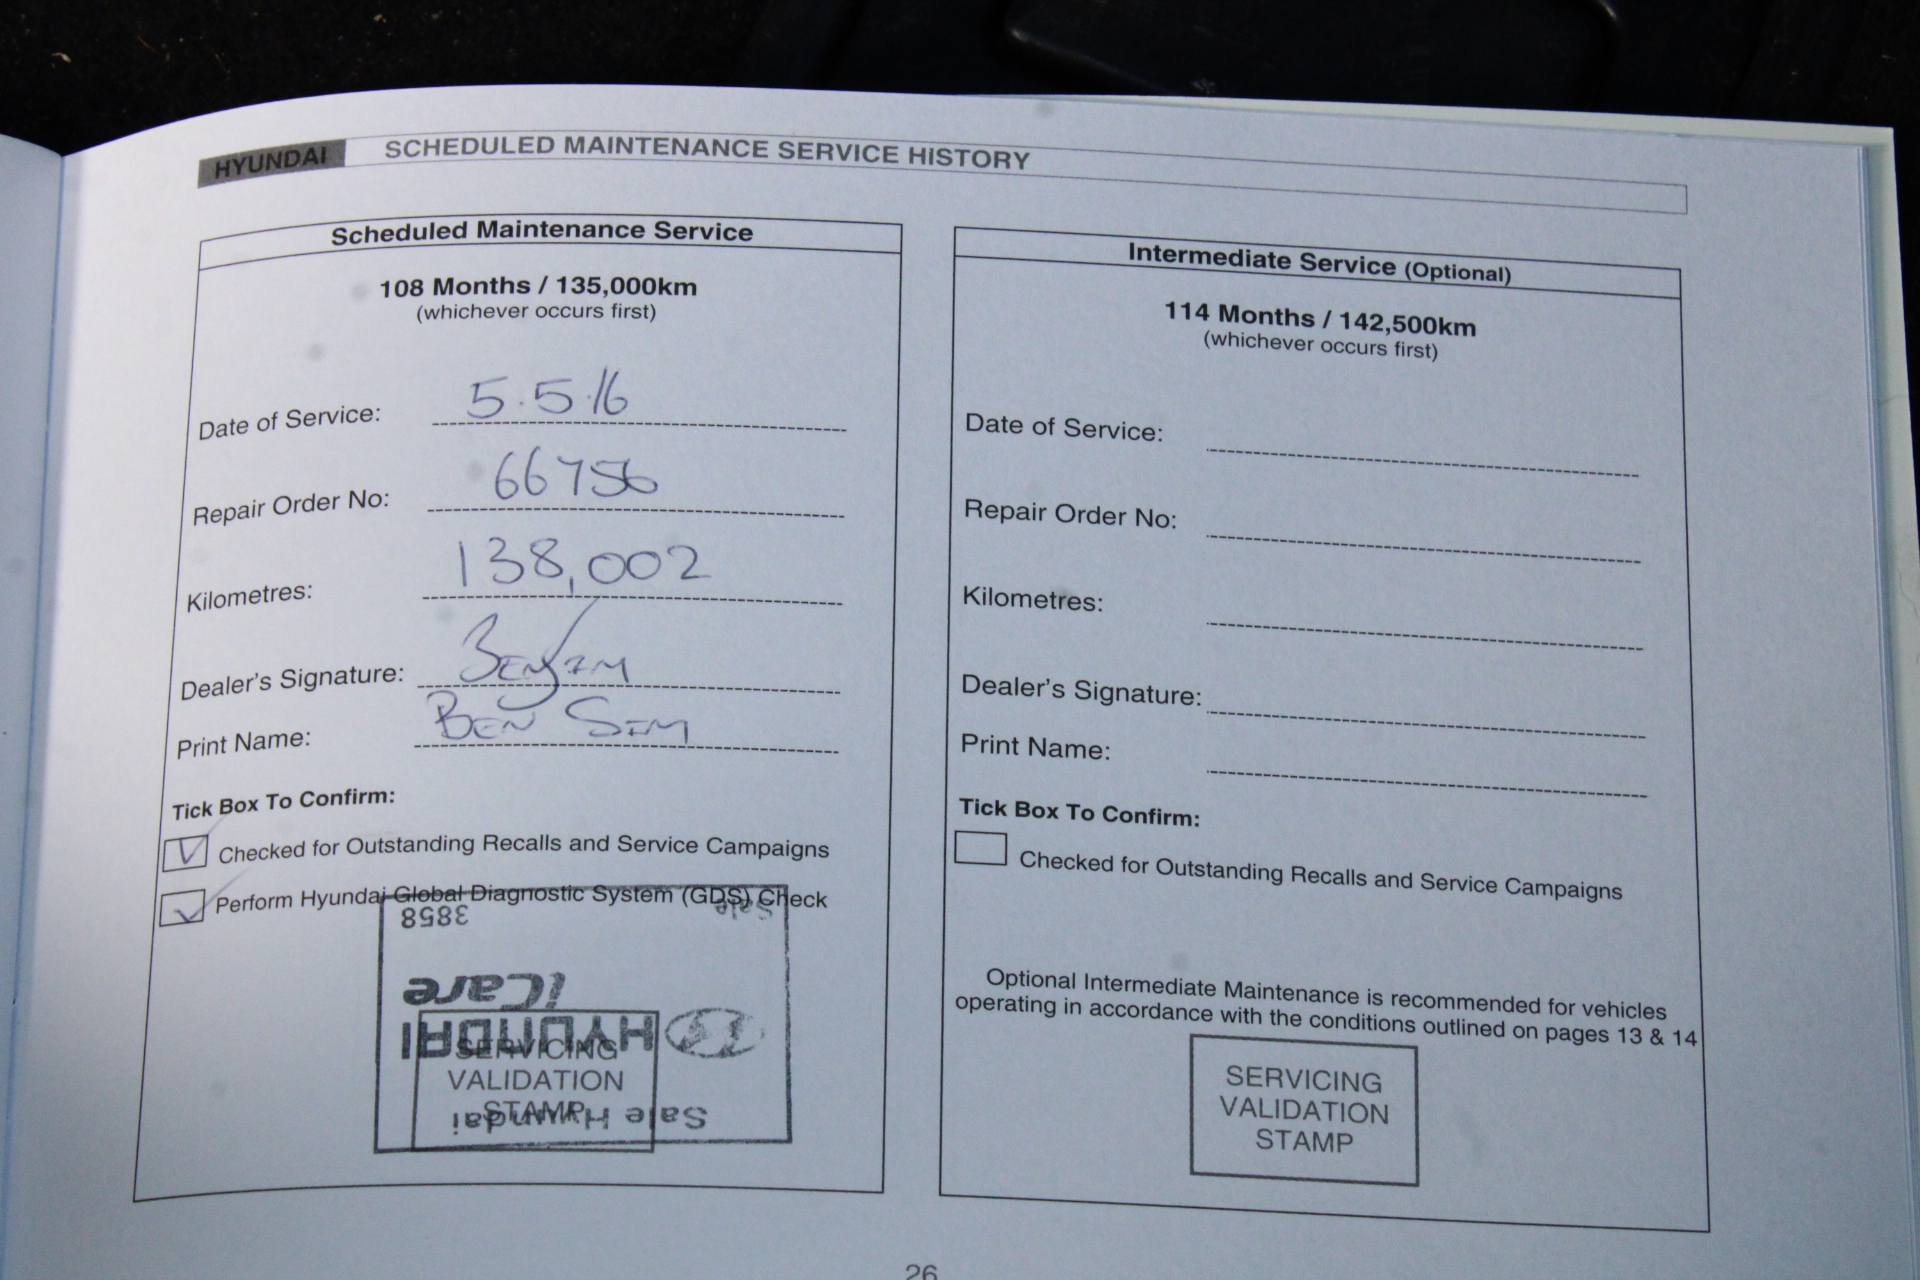 HYUNDAI SCHEDULED MAINTENANCE SERVICE HISTORY
Scheduled Maintenance Service
108 Months / 135,000km
(whichever occurs first)
Date of Service: 5.5.16
Repair Order No: 66756
Kilometres: 138,002
Dealer's Signature: Ben Sim
Print Name: BEN SIM
Tick Box To Confirm:
Checked for Outstanding Recalls and Service Campaigns
Perform Hyundai Global Diagnostic System (GDS) Check
Sale Hyundai
HYUNDAI
iCare
Sale 3858
SERVICING
VALIDATION
STAMP
Intermediate Service (Optional)
114 Months / 142,500km
(whichever occurs first)
Date of Service:
Repair Order No:
Kilometres:
Dealer's Signature:
Print Name:
Tick Box To Confirm:
Checked for Outstanding Recalls and Service Campaigns
Optional Intermediate Maintenance is recommended for vehicles
operating in accordance with the conditions outlined on pages 13 & 14
SERVICING
VALIDATION
STAMP
26